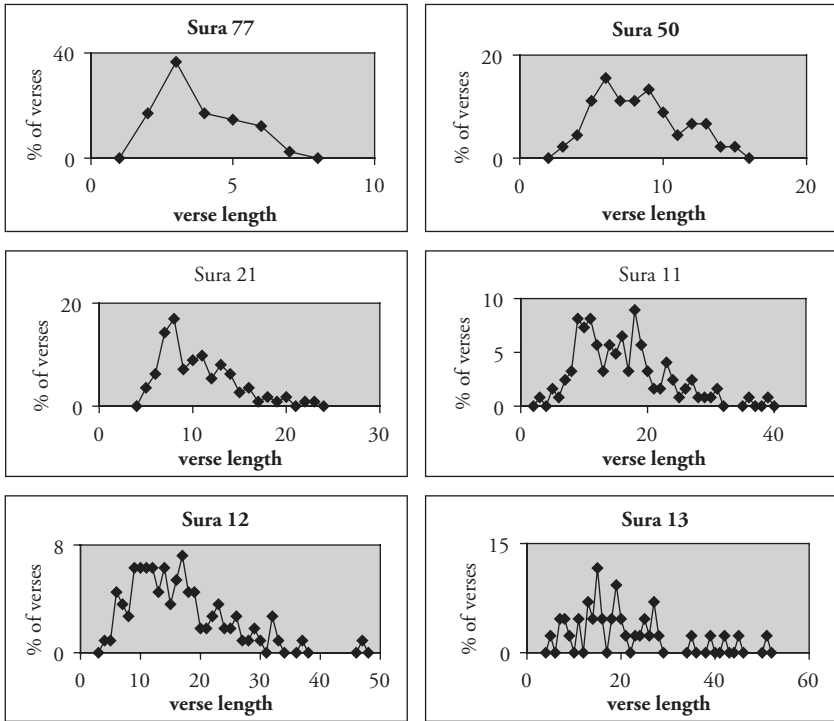 Sura 77
40
% of verses
0
0 5 10
verse length
Sura 50
20
% of verses
0
0 10 20
verse length
Sura 21
20
% of verses
0
0 10 20 30
verse length
Sura 11
10
5
% of verses
0
0 20 40
verse length
Sura 12
8
% of verses
0
0 10 20 30 40 50
verse length
Sura 13
15
% of verses
0
0 20 40 60
verse length